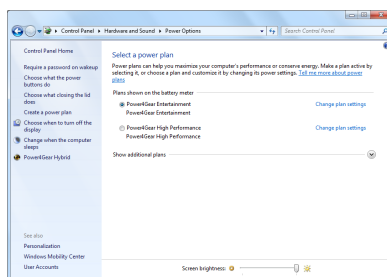 Control Panel ▸ Hardware and Sound ▸ Power Options
Search Control Panel
Control Panel Home
Require a password on wakeup
Choose what the power
buttons do
Choose what closing the lid
does
Create a power plan
Choose when to turn off the
display
Change when the computer
sleeps
Power4Gear Hybrid
See also
Personalization
Windows Mobility Center
User Accounts
Select a power plan
Power plans can help you maximize your computer's performance or conserve energy. Make a plan active by
selecting it, or choose a plan and customize it by changing its power settings. Tell me more about power
plans
Plans shown on the battery meter
Power4Gear Entertainment Change plan settings
Power4Gear Entertainment
Power4Gear High Performance Change plan settings
Power4Gear High Performance
Show additional plans
Screen brightness: